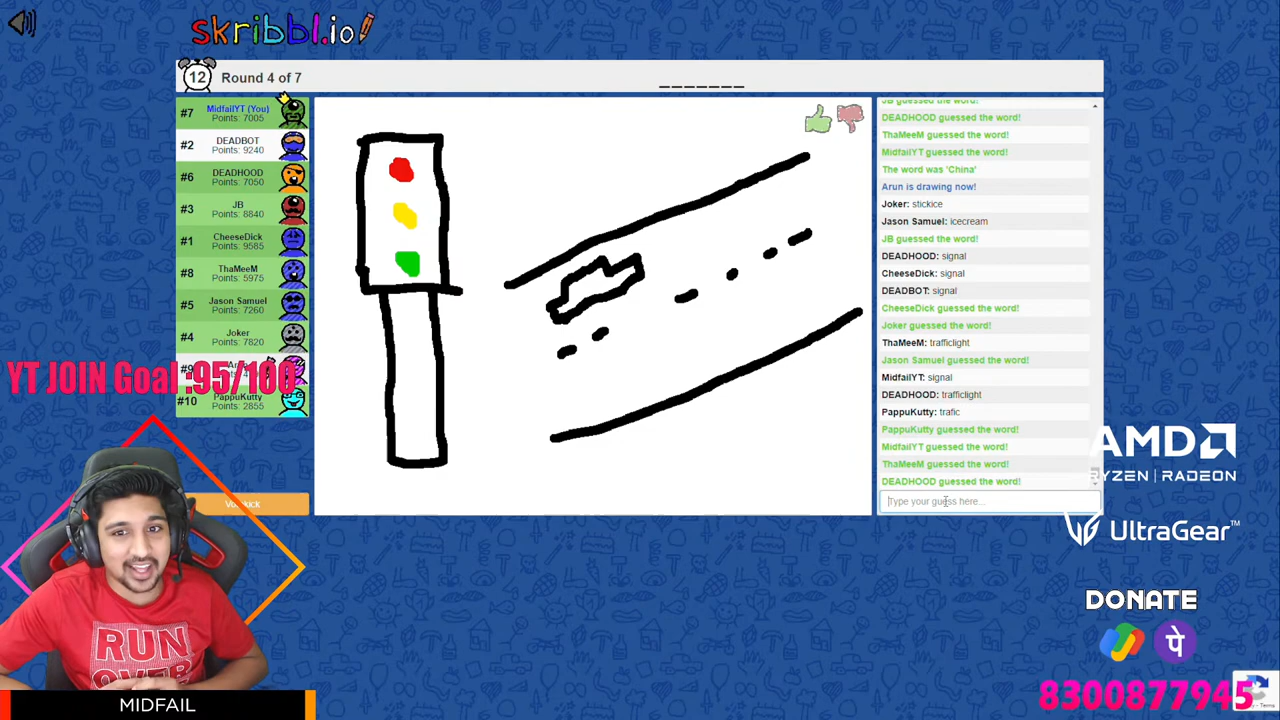 skribbl.io
12
Round 4 of 7
_______
#7
MidfailYT (You)
Points: 7005
#2
DEADBOT
Points: 9240
#6
DEADHOOD
Points: 7050
#3
JB
Points: 8840
#1
CheeseDick
Points: 9585
#8
ThaMeeM
Points: 5975
#5
Jason Samuel
Points: 7260
#4
Joker
Points: 7820
YT JOIN Goal :95/100
#10
PappuKutty
Points: 2855
JB guessed the word!
DEADHOOD guessed the word!
ThaMeeM guessed the word!
MidfailYT guessed the word!
The word was 'China'
Arun is drawing now!
Joker: stickice
Jason Samuel: icecream
JB guessed the word!
DEADHOOD: signal
CheeseDick: signal
DEADBOT: signal
CheeseDick guessed the word!
Joker guessed the word!
ThaMeeM: trafficlight
Jason Samuel guessed the word!
MidfailYT: signal
DEADHOOD: trafficlight
PappuKutty: trafic
PappuKutty guessed the word!
MidfailYT guessed the word!
ThaMeeM guessed the word!
DEADHOOD guessed the word!
Type your guess here...
AMD
RYZEN | RADEON
UltraGear™
DONATE
पे
8300877945
RUN
OVER
MIDFAIL